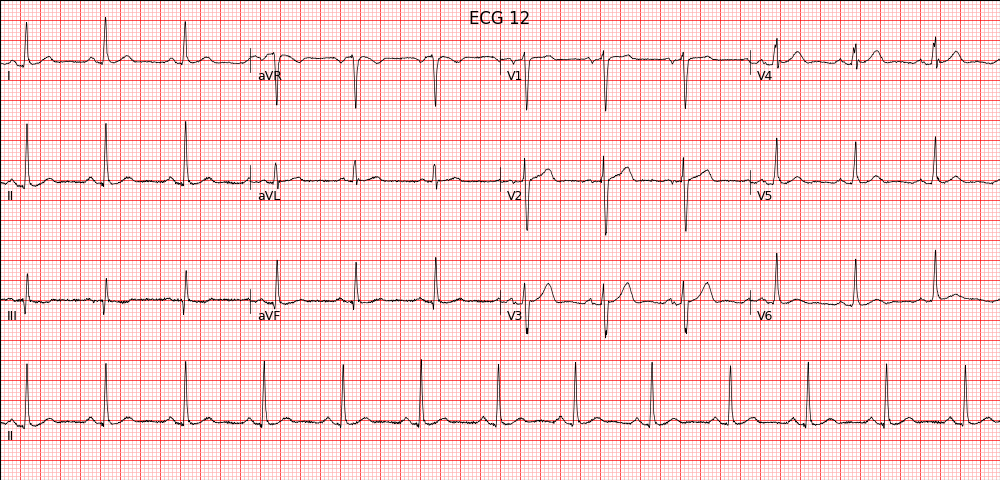 ECG 12
I aVR V1 V4
II aVL V2 V5
III aVF V3 V6
II